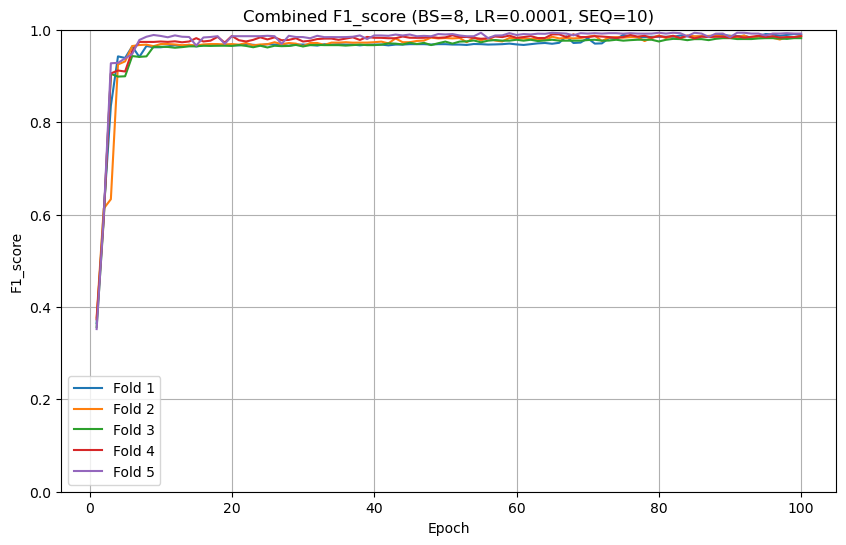 Combined F1_score (BS=8, LR=0.0001, SEQ=10)
1.0
0.8
0.6
0.4
0.2
0.0
F1_score
Fold 1
Fold 2
Fold 3
Fold 4
Fold 5
0 20 40 60 80 100
Epoch